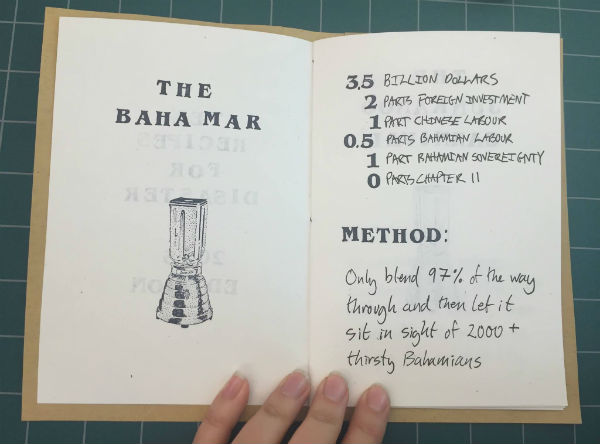 THE
BAHA MAR
3.5 BILLION DOLLARS
2 PARTS FOREIGN INVESTMENT
1 PART CHINESE LABOUR
0.5 PARTS BAHAMIAN LABOUR
1 PART BAHAMIAN SOVEREIGNTY
0 PARTS CHAPTER 11
METHOD:
Only blend 97% of the way
through and then let it
sit in sight of 2000+
thirsty Bahamians